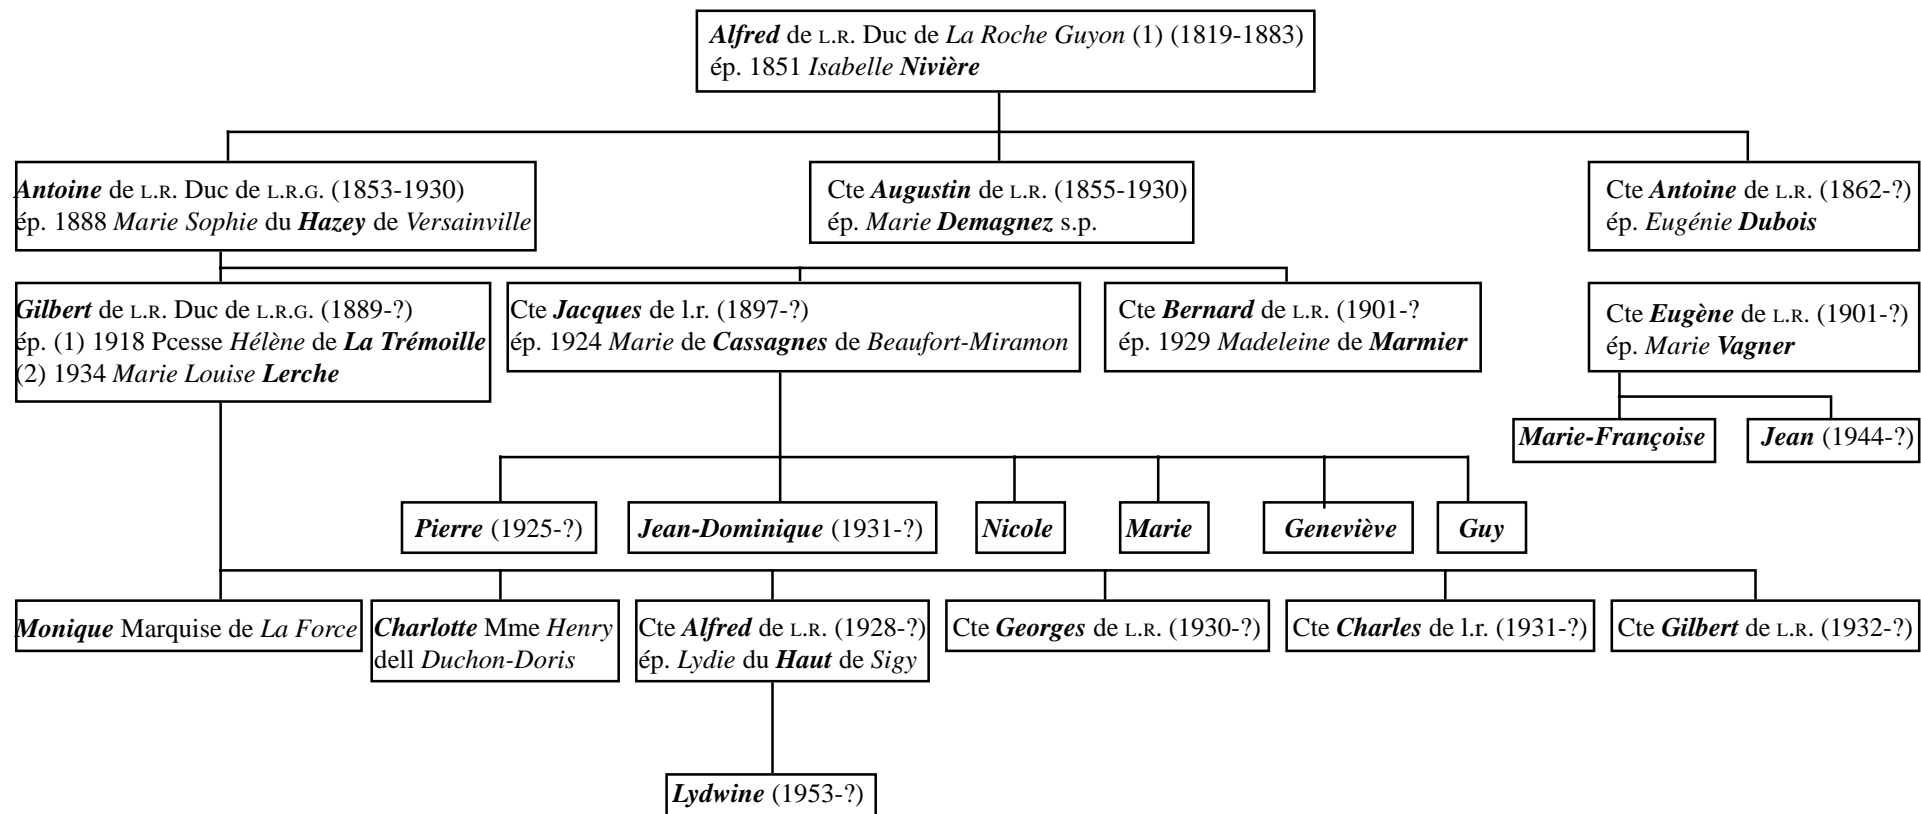 Alfred de L.R. Duc de La Roche Guyon (1) (1819-1883)
ép. 1851 Isabelle Nivière
Antoine de L.R. Duc de L.R.G. (1853-1930)
ép. 1888 Marie Sophie du Hazey de Versainville
Cte Augustin de L.R. (1855-1930)
ép. Marie Demagnez s.p.
Cte Antoine de L.R. (1862-?)
ép. Eugénie Dubois
Gilbert de L.R. Duc de L.R.G. (1889-?)
ép. (1) 1918 Pcesse Hélène de La Trémoille
(2) 1934 Marie Louise Lerche
Cte Jacques de l.r. (1897-?)
ép. 1924 Marie de Cassagnes de Beaufort-Miramon
Cte Bernard de L.R. (1901-?
ép. 1929 Madeleine de Marmier
Cte Eugène de L.R. (1901-?)
ép. Marie Vagner
Marie-Françoise
Jean (1944-?)
Pierre (1925-?)
Jean-Dominique (1931-?)
Nicole
Marie
Geneviève
Guy
Monique Marquise de La Force
Charlotte Mme Henry
dell Duchon-Doris
Cte Alfred de L.R. (1928-?)
ép. Lydie du Haut de Sigy
Cte Georges de L.R. (1930-?)
Cte Charles de l.r. (1931-?)
Cte Gilbert de L.R. (1932-?)
Lydwine (1953-?)